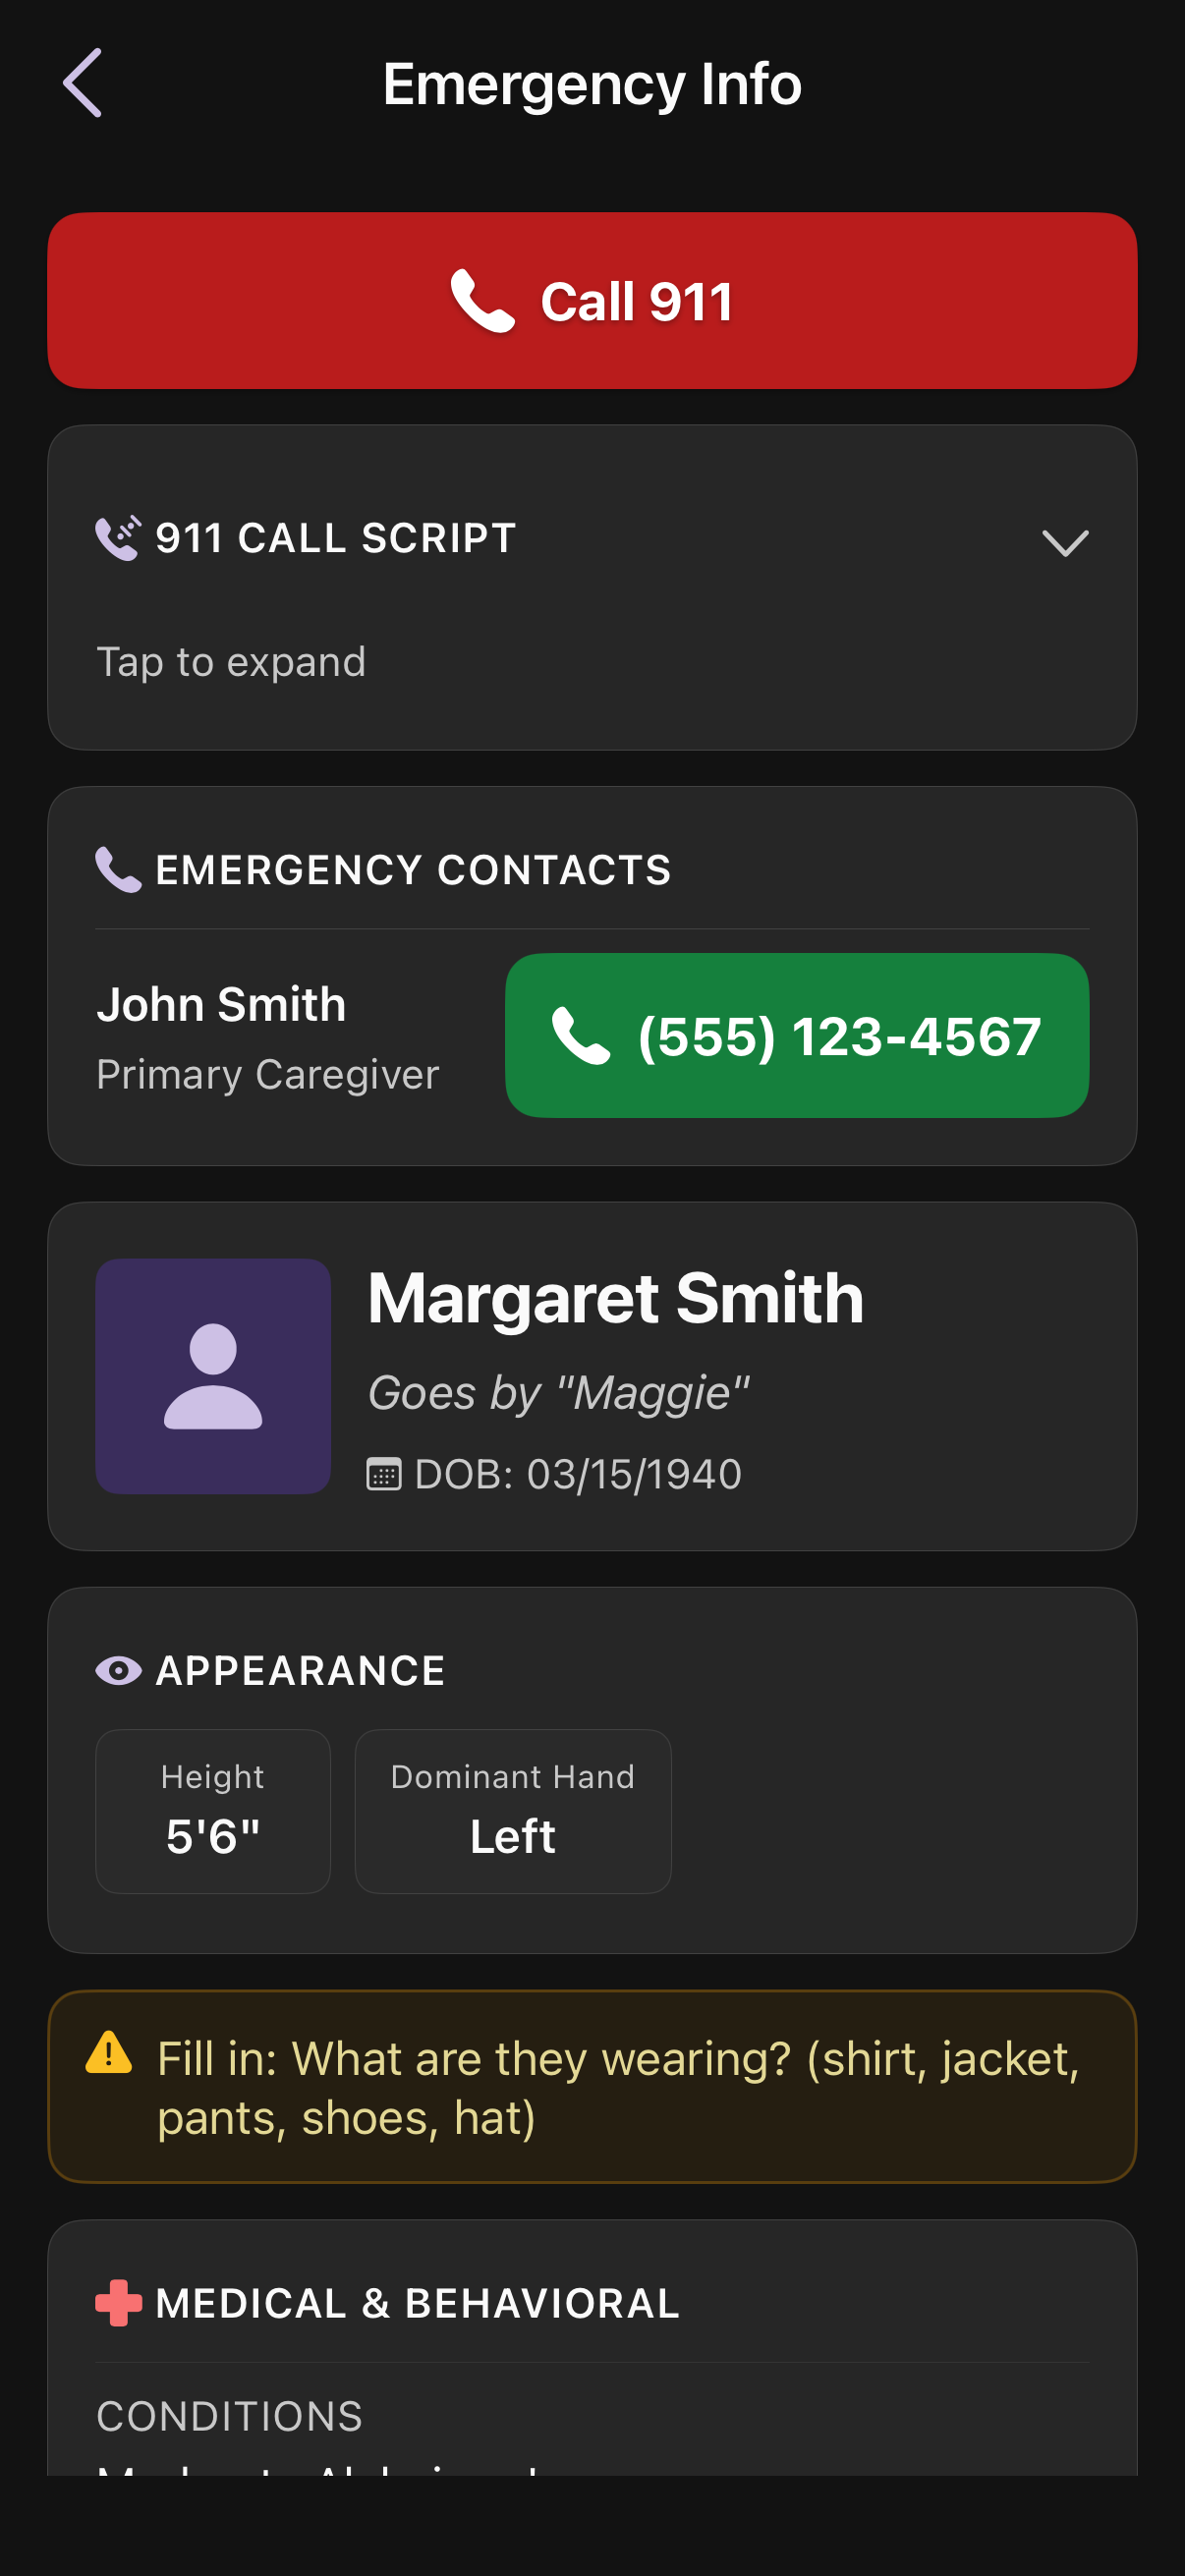 Emergency Info
Call 911
911 CALL SCRIPT
Tap to expand
EMERGENCY CONTACTS
John Smith
Primary Caregiver
(555) 123-4567
Margaret Smith
Goes by "Maggie"
DOB: 03/15/1940
APPEARANCE
Height
5'6"
Dominant Hand
Left
Fill in: What are they wearing? (shirt, jacket,
pants, shoes, hat)
MEDICAL & BEHAVIORAL
CONDITIONS